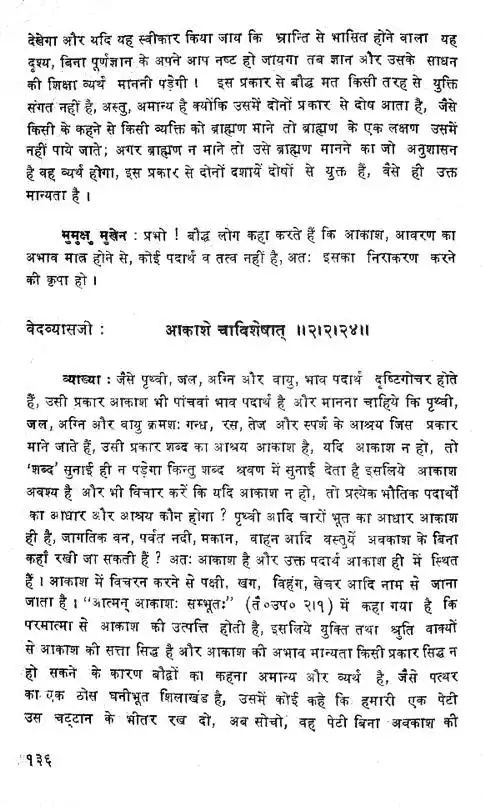 देखेगा और यदि यह स्वीकार किया जाय कि भ्रान्ति से भासित होने वाला यह
दृश्य, बिना पूर्णज्ञान के अपने आप नष्ट हो जायगा तब ज्ञान और उसके साधन
की शिक्षा व्यर्थ माननी पड़ेगी । इस प्रकार से बौद्ध मत किसी तरह से युक्ति
संगत नहीं है, अस्तु, अमान्य है क्योंकि उसमें दोनों प्रकार से दोष आता है, जैसे
किसी के कहने से किसी व्यक्ति को ब्राह्मण माने तो ब्राह्मण के एक लक्षण उसमें
नहीं पाये जाते; अगर ब्राह्मण न माने तो उसे ब्राह्मण मानने का जो अनुशासन
है वह व्यर्थ होगा, इस प्रकार से दोनों दशायें दोषों से युक्त हैं, वैसे ही उक्त
मान्यता है ।
मुमुक्षु मुखेन : प्रभो ! बौद्ध लोग कहा करते हैं कि आकाश, आवरण का
अभाव मात्र होने से, कोई पदार्थ व तत्व नहीं है, अतः इसका निराकरण करने
की कृपा हो ।
वेदव्यासजी : आकाशे चाविशेषात् ॥२।२।२४॥
व्याख्या : जैसे पृथ्वी, जल, अग्नि और वायु, भाव पदार्थ दृष्टिगोचर होते
हैं, उसी प्रकार आकाश भी पांचवां भाव पदार्थ है और मानना चाहिये कि पृथ्वी,
जल, अग्नि और वायु क्रमशः गन्ध, रस, तेज और स्पर्श के आश्रय जिस प्रकार
माने जाते हैं, उसी प्रकार शब्द का आश्रय आकाश है, यदि आकाश न हो, तो
'शब्द' सुनाई ही न पड़ेगा किन्तु शब्द श्रवण में सुनाई देता है इसलिये आकाश
अवश्य है और भी विचार करें कि यदि आकाश न हो, तो प्रत्येक भौतिक पदार्थों
का आधार और आश्रय कौन होगा ? पृथ्वी आदि चारों भूत का आधार आकाश
ही है, जागतिक वन, पर्वत नदी, मकान, वाहन आदि वस्तुयें अवकाश के बिना
कहाँ रखी जा सकती हैं ? अतः आकाश है और उक्त पदार्थ आकाश ही में स्थित
हैं । आकाश में विचरन करने से पक्षी, खग, विहंग, खेचर आदि नाम से जाना
जाता है । "आत्मन् आकाशः सम्भूतः" (तै०उप० २।१) में कहा गया है कि
परमात्मा से आकाश की उत्पत्ति होती है, इसलिये युक्ति तथा श्रुति वाक्यों
से आकाश की सत्ता सिद्ध है और आकाश की अभाव मान्यता किसी प्रकार सिद्ध न
हो सकने के कारण बौद्धों का कहना अमान्य और व्यर्थ है, जैसे पत्थर
का एक ठोस घनीभूत शिलाखंड है, उसमें कोई कहे कि हमारी एक पेटी
उस चट्टान के भीतर रख दो, अब सोचो, वह पेटी बिना अवकाश की
१३६